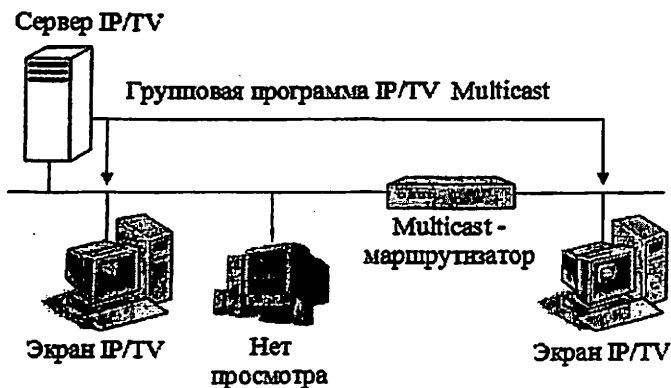 Сервер IP/TV
Групповая программа IP/TV Multicast
Multicast -
маршрутизатор
Экран IP/TV
Нет
просмотра
Экран IP/TV